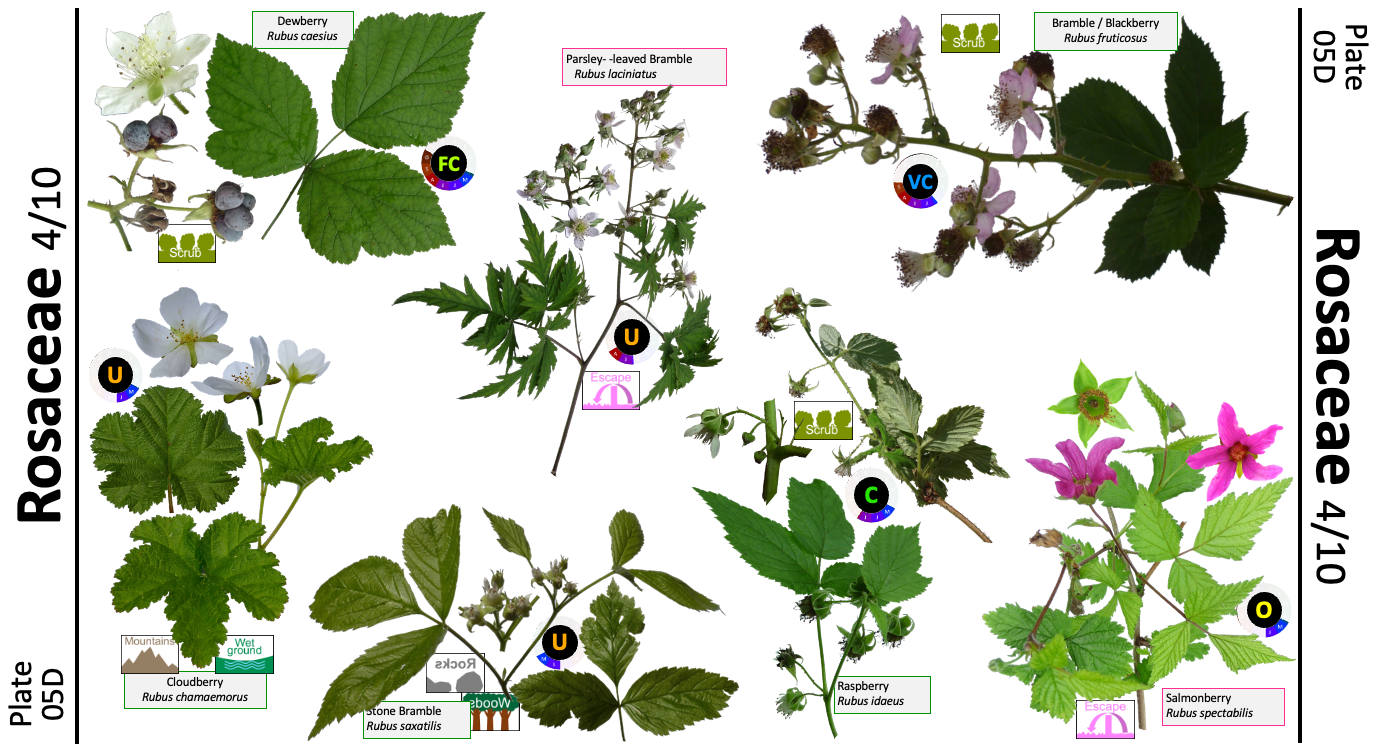 Rosaceae 4/10
Plate
05D
Dewberry
Rubus caesius
FC
Scrub
Parsley- -leaved Bramble
Rubus laciniatus
U
Escape
Scrub
Bramble / Blackberry
Rubus fruticosus
VC
U
Mountains
Wet
ground
Cloudberry
Rubus chamaemorus
U
Rocks
Woods
Stone Bramble
Rubus saxatilis
Scrub
C
Raspberry
Rubus idaeus
O
Escape
Salmonberry
Rubus spectabilis
Plate
05D
Rosaceae 4/10